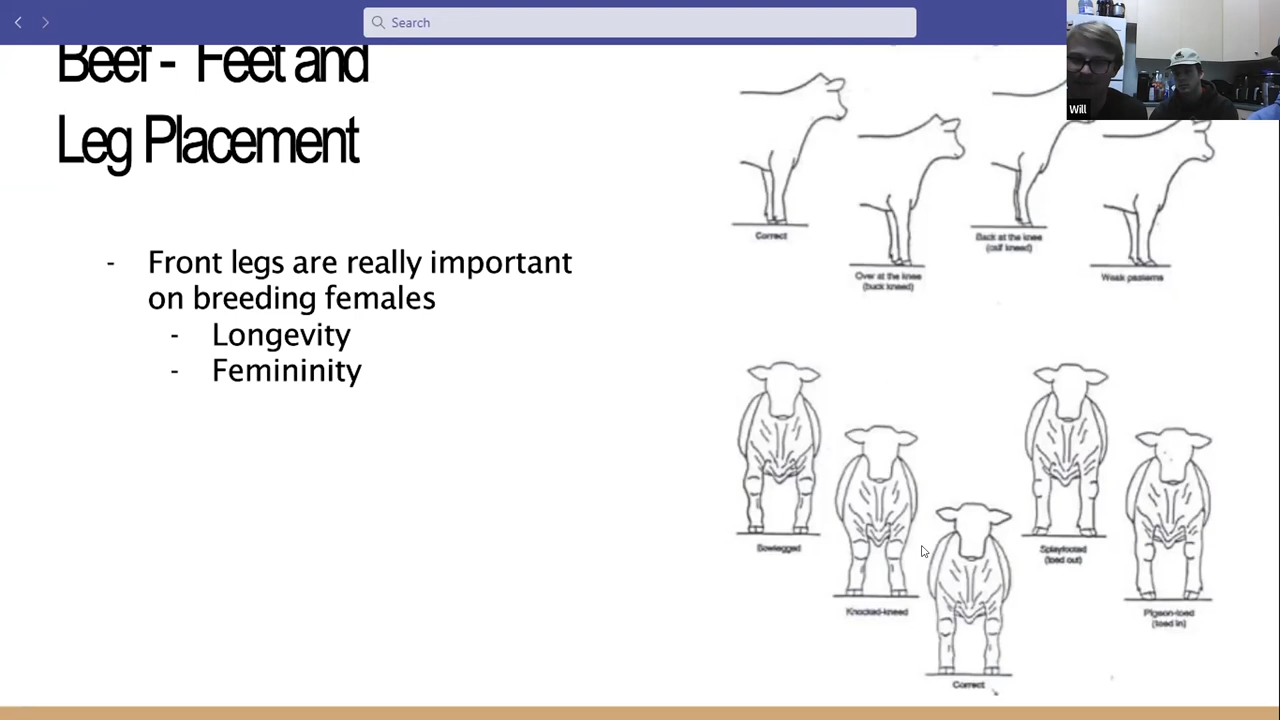 Search
Will
Beef - Feet and
Leg Placement
- Front legs are really important
on breeding females
- Longevity
- Femininity
Correct
Over at the knee
(buck kneed)
Back at the knee
(calf kneed)
Weak pasterns
Bowlegged
Knocked-kneed
Correct
Splayfooted
(toed out)
Pigeon-toed
(toed in)